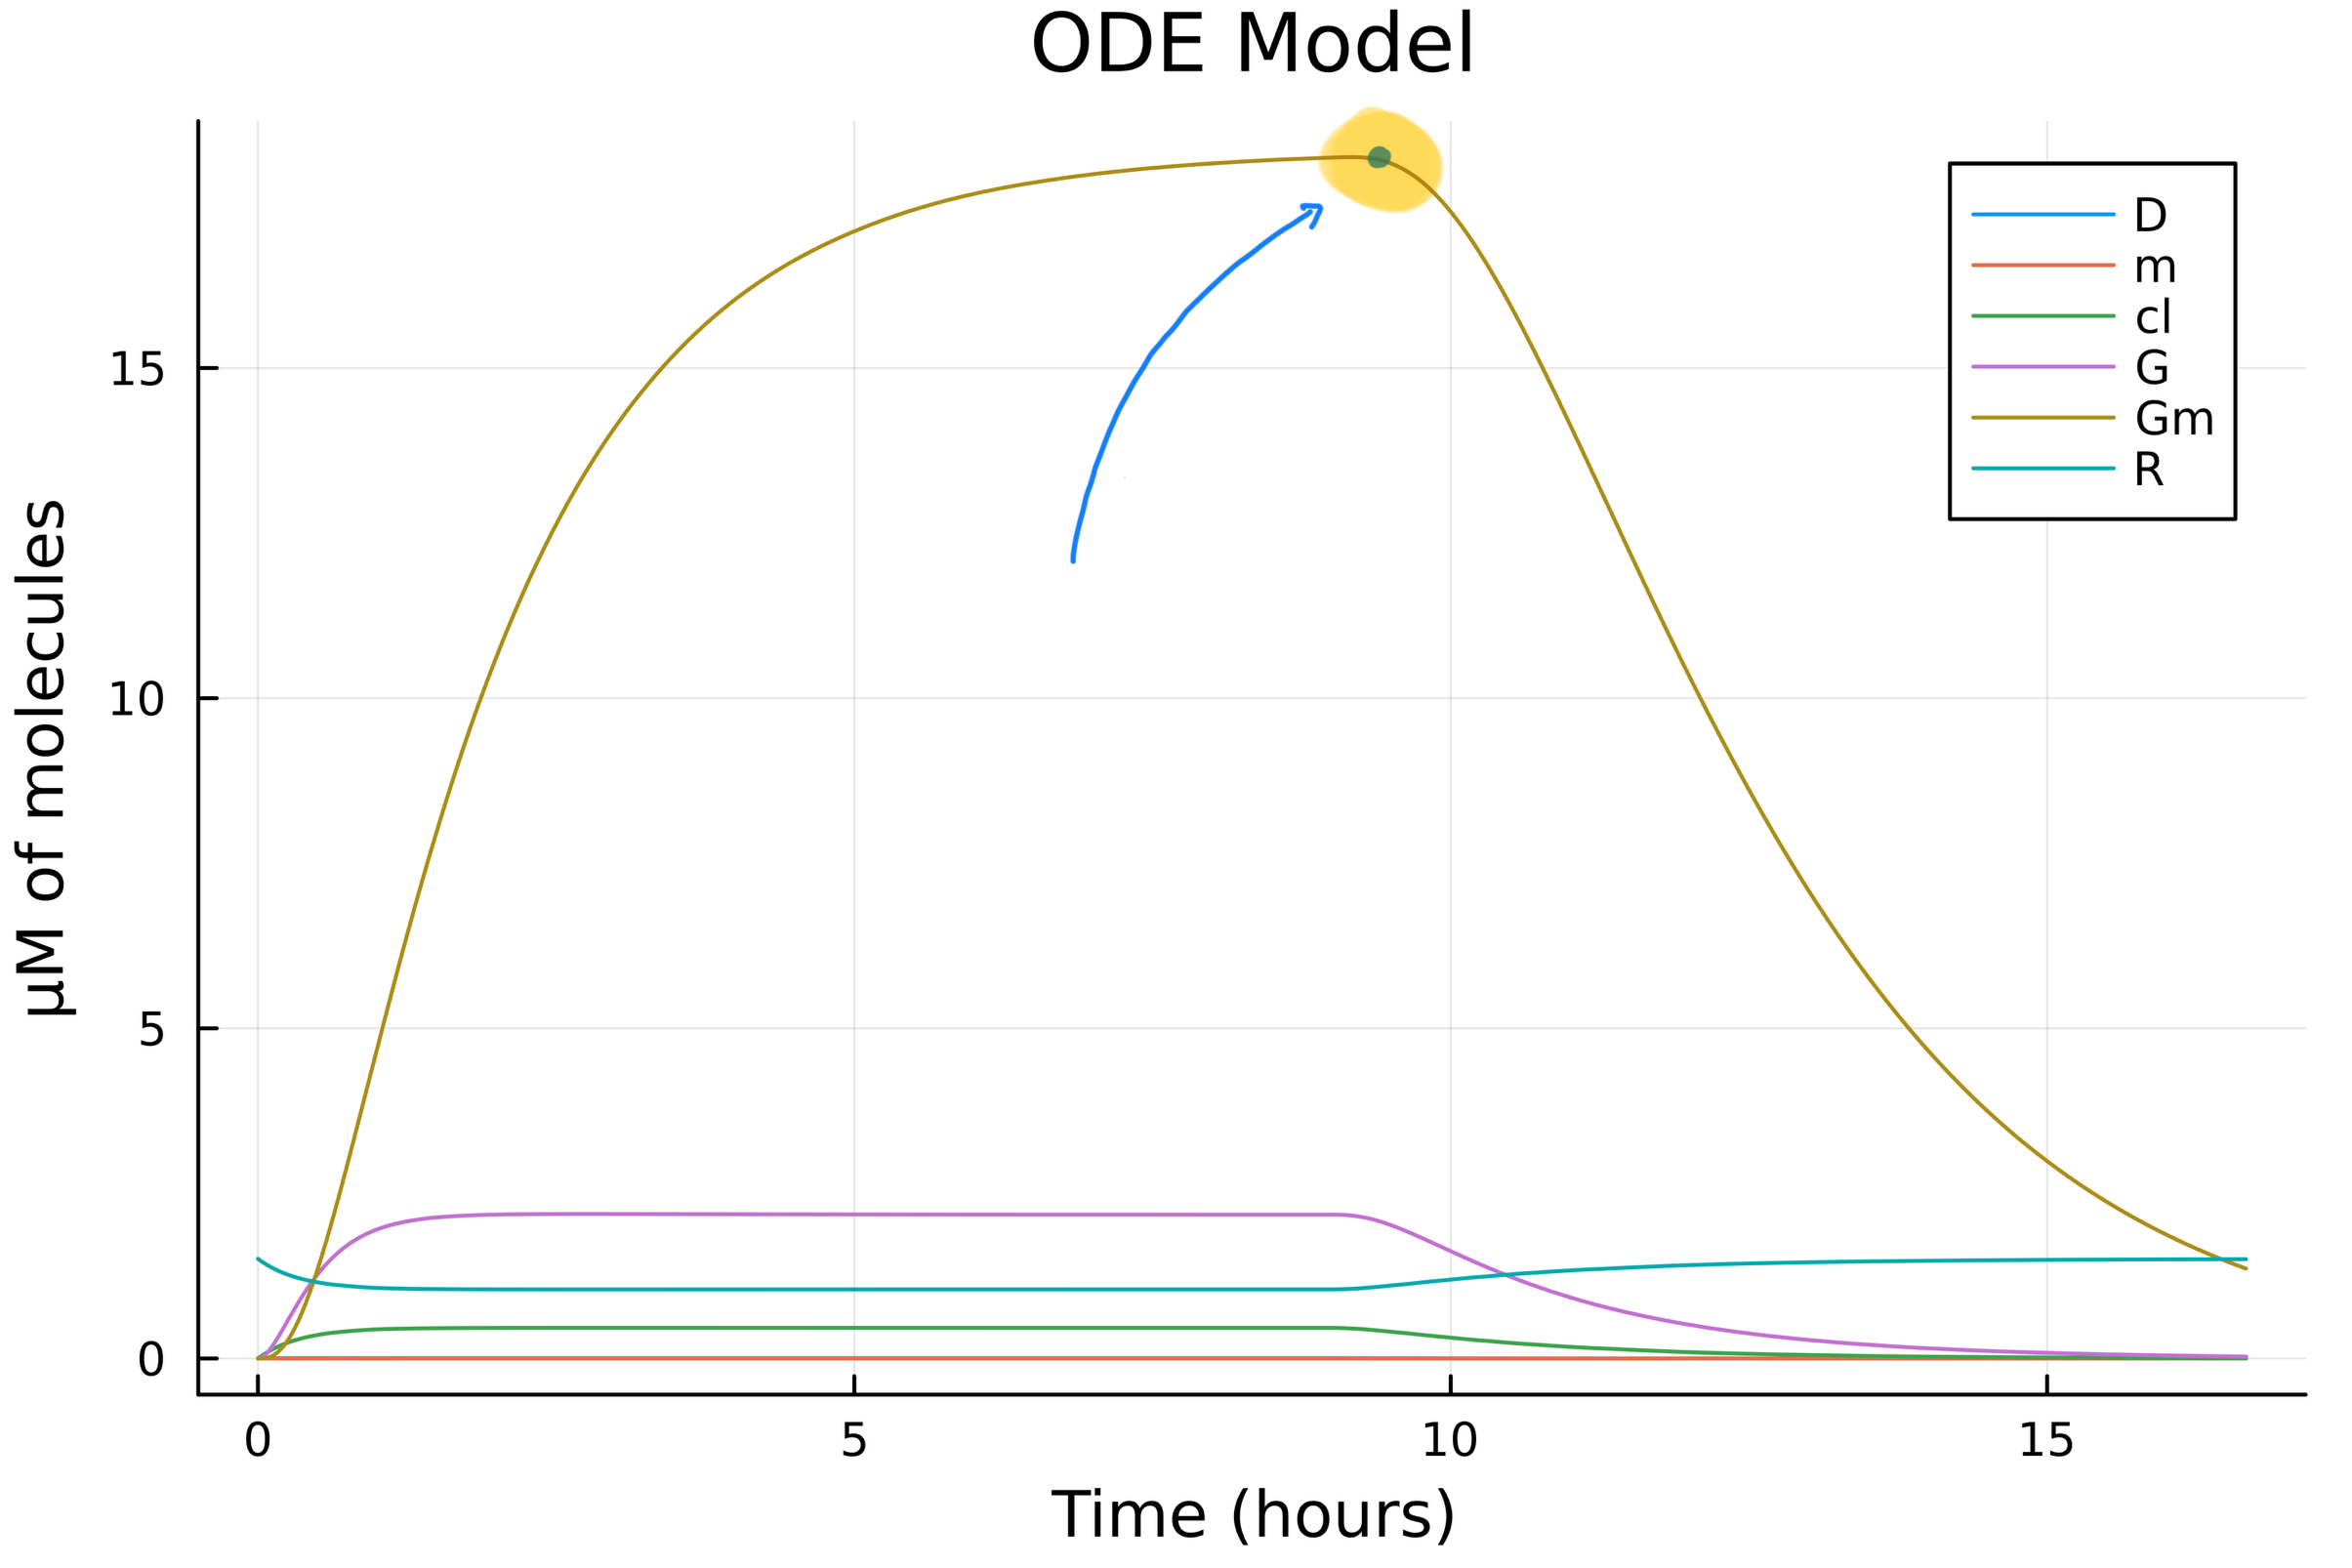 ODE Model
D
m
cl
G
Gm
R
15
10
5
0
µM of molecules
0 5 10 15
Time (hours)